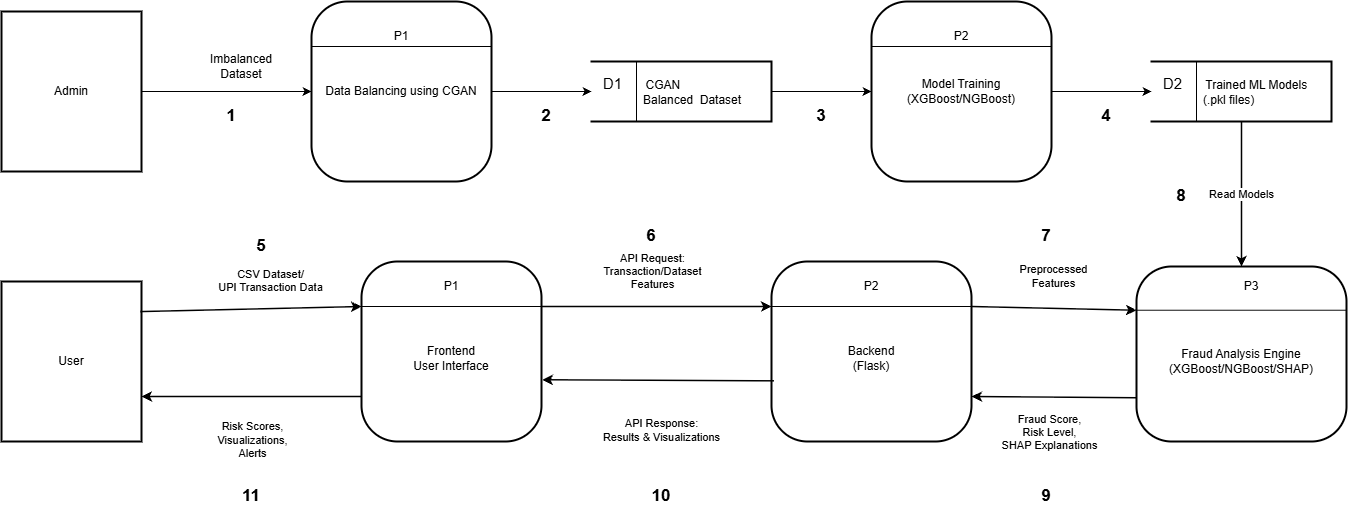 Admin
Imbalanced
Dataset
1
P1
Data Balancing using CGAN
2
D1
CGAN
Balanced Dataset
3
P2
Model Training
(XGBoost/NGBoost)
4
D2
Trained ML Models
(.pkl files)
8
Read Models
User
5
CSV Dataset/
UPI Transaction Data
P1
Frontend
User Interface
6
API Request:
Transaction/Dataset
Features
P2
Backend
(Flask)
7
Preprocessed
Features
P3
Fraud Analysis Engine
(XGBoost/NGBoost/SHAP)
Risk Scores,
Visualizations,
Alerts
11
API Response:
Results & Visualizations
10
Fraud Score,
Risk Level,
SHAP Explanations
9